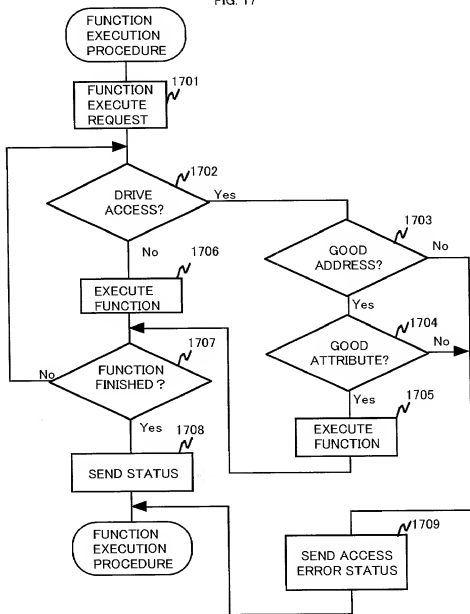 FIG. 17
FUNCTION
EXECUTION
PROCEDURE
1701
FUNCTION
EXECUTE
REQUEST
1702
DRIVE
ACCESS?
Yes
No
1703
GOOD
ADDRESS?
No
Yes
1704
GOOD
ATTRIBUTE?
No
Yes
1705
EXECUTE
FUNCTION
1706
EXECUTE
FUNCTION
1707
FUNCTION
FINISHED?
No
Yes
1708
SEND STATUS
FUNCTION
EXECUTION
PROCEDURE
1709
SEND ACCESS
ERROR STATUS